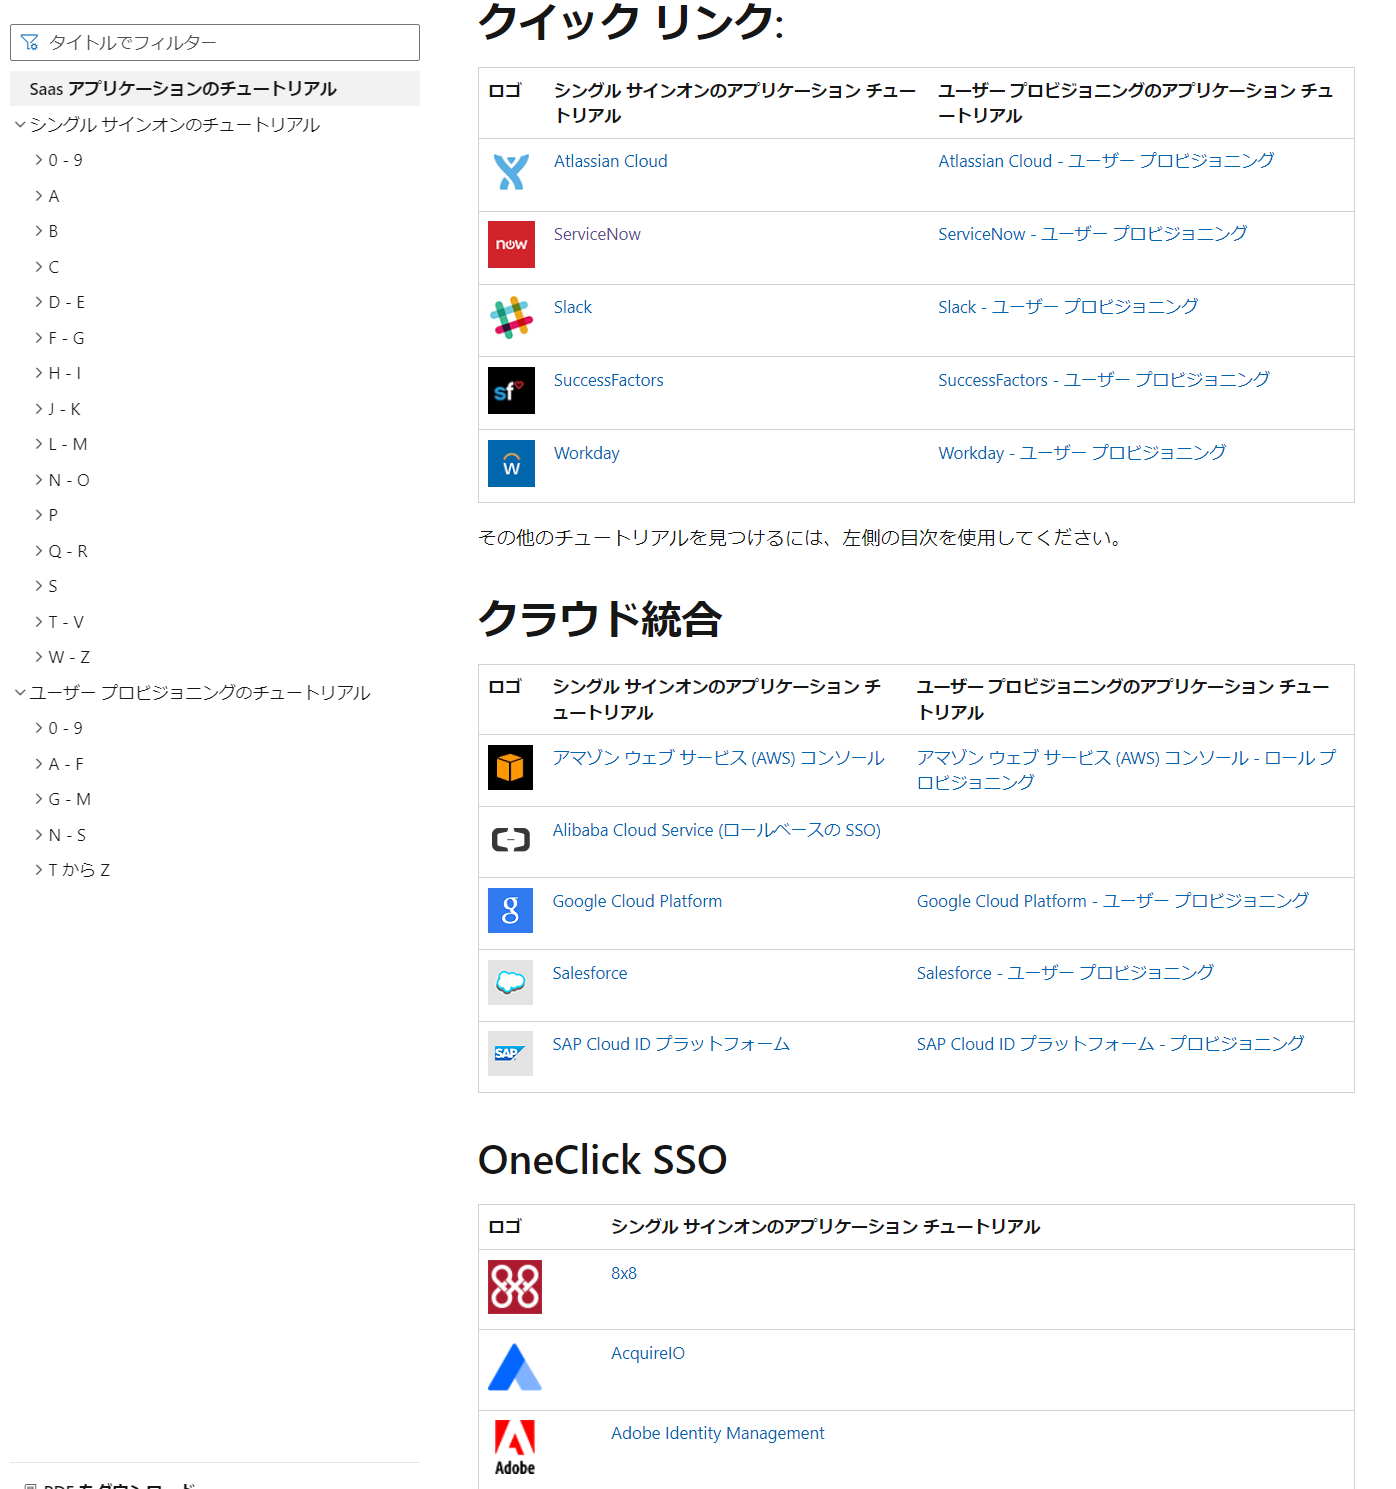 タイトルでフィルター
Saas アプリケーションのチュートリアル
シングル サインオンのチュートリアル
0 - 9
A
B
C
D - E
F - G
H - I
J - K
L - M
N - O
P
Q - R
S
T - V
W - Z
ユーザー プロビジョニングのチュートリアル
0 - 9
A - F
G - M
N - S
T から Z
PDF をダウンロード
クイック リンク:
ロゴ
シングル サインオンのアプリケーション チュー
トリアル
ユーザー プロビジョニングのアプリケーション チュ
ートリアル
Atlassian Cloud
Atlassian Cloud - ユーザー プロビジョニング
now
ServiceNow
ServiceNow - ユーザー プロビジョニング
Slack
Slack - ユーザー プロビジョニング
sf
SuccessFactors
SuccessFactors - ユーザー プロビジョニング
w
Workday
Workday - ユーザー プロビジョニング
その他のチュートリアルを見つけるには、左側の目次を使用してください。
クラウド統合
ロゴ
シングル サインオンのアプリケーション チ
ュートリアル
ユーザー プロビジョニングのアプリケーション チュー
トリアル
アマゾン ウェブ サービス (AWS) コンソール
アマゾン ウェブ サービス (AWS) コンソール - ロール プ
ロビジョニング
Alibaba Cloud Service (ロールベースの SSO)
g
Google Cloud Platform
Google Cloud Platform - ユーザー プロビジョニング
Salesforce
Salesforce - ユーザー プロビジョニング
SAP
SAP Cloud ID プラットフォーム
SAP Cloud ID プラットフォーム - プロビジョニング
OneClick SSO
ロゴ
シングル サインオンのアプリケーション チュートリアル
8x8
AcquireIO
Adobe
Adobe Identity Management